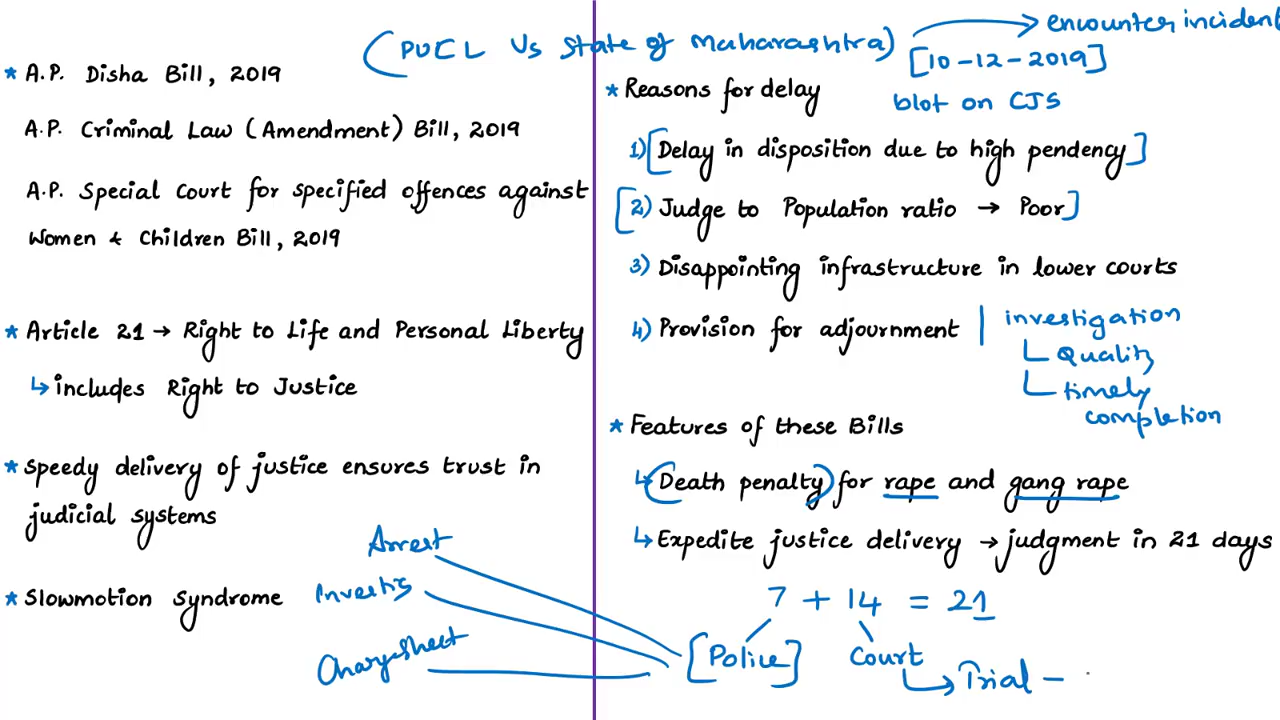 (PUCL Vs State of Maharashtra)
* A.P. Disha Bill, 2019
A.P. Criminal Law (Amendment) Bill, 2019
A.P. Special Court for specified offences against
Women & Children Bill, 2019
* Article 21 → Right to Life and Personal Liberty
↳ includes Right to Justice
* Speedy delivery of justice ensures trust in
judicial systems
* Slowmotion Syndrome
Arrest
Investig
Chargesheet
encounter incident
[10-12-2019]
blot on CJS
* Reasons for delay
1) [Delay in disposition due to high pendency]
[2) Judge to Population ratio → Poor]
3) Disappointing infrastructure in lower courts
4) Provision for adjournment
investigation
Quality
timely
completion
* Features of these Bills
↳ (Death penalty) for rape and gang rape
↳ Expedite justice delivery → judgment in 21 days
7 + 14 = 21
[Police] Court
↳ Trial -